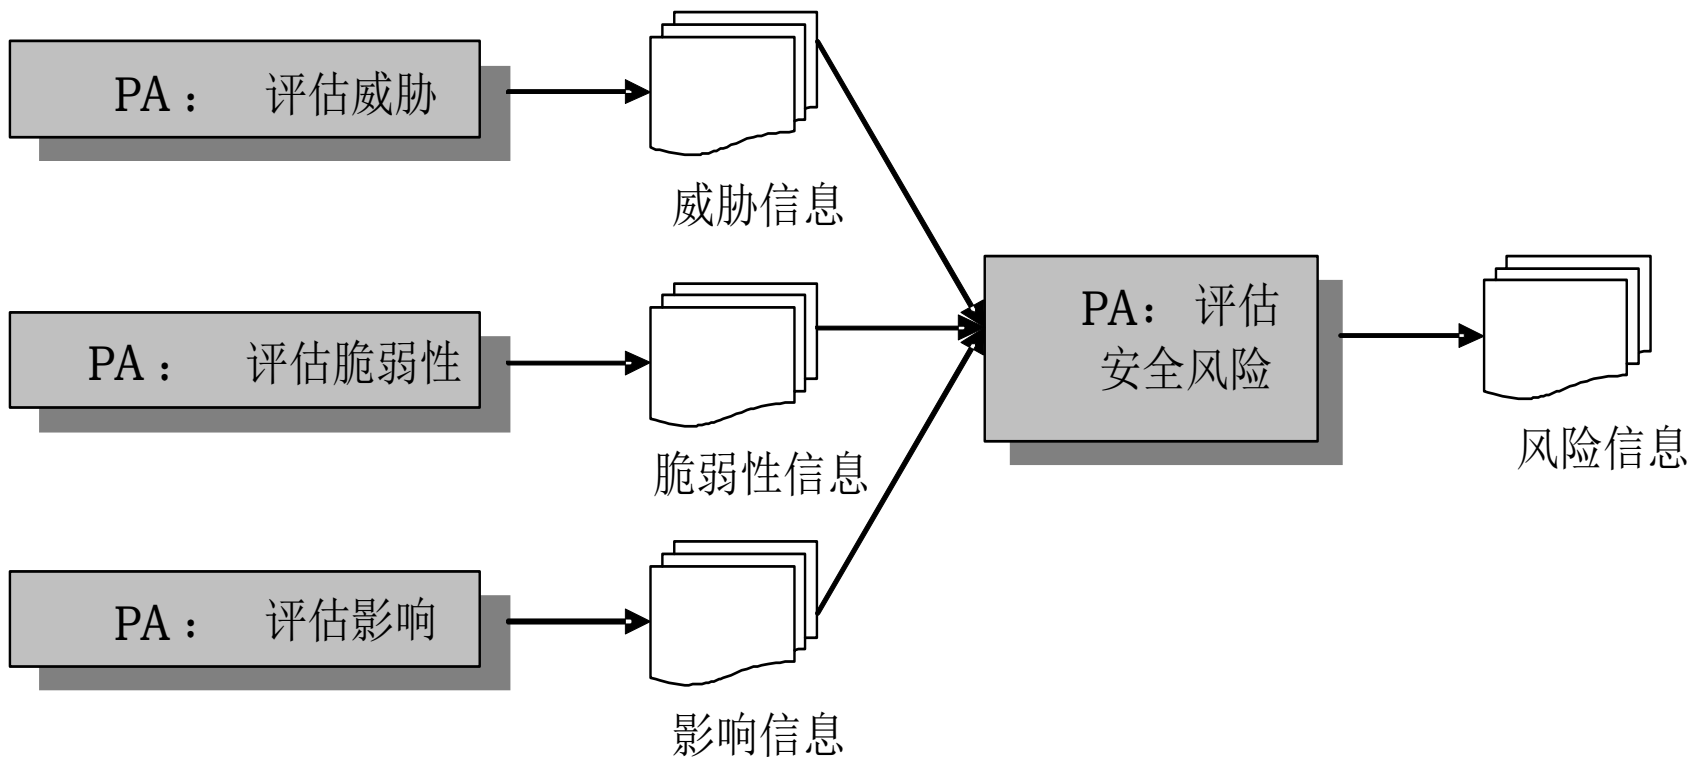 PA： 评估威胁
威胁信息
PA： 评估脆弱性
脆弱性信息
PA： 评估影响
影响信息
PA：评估
安全风险
风险信息